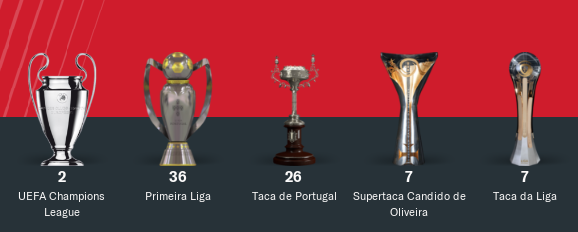 2 36 26 7 7
UEFA Champions League Primeira Liga Taca de Portugal Supertaca Candido de Oliveira Taca da Liga